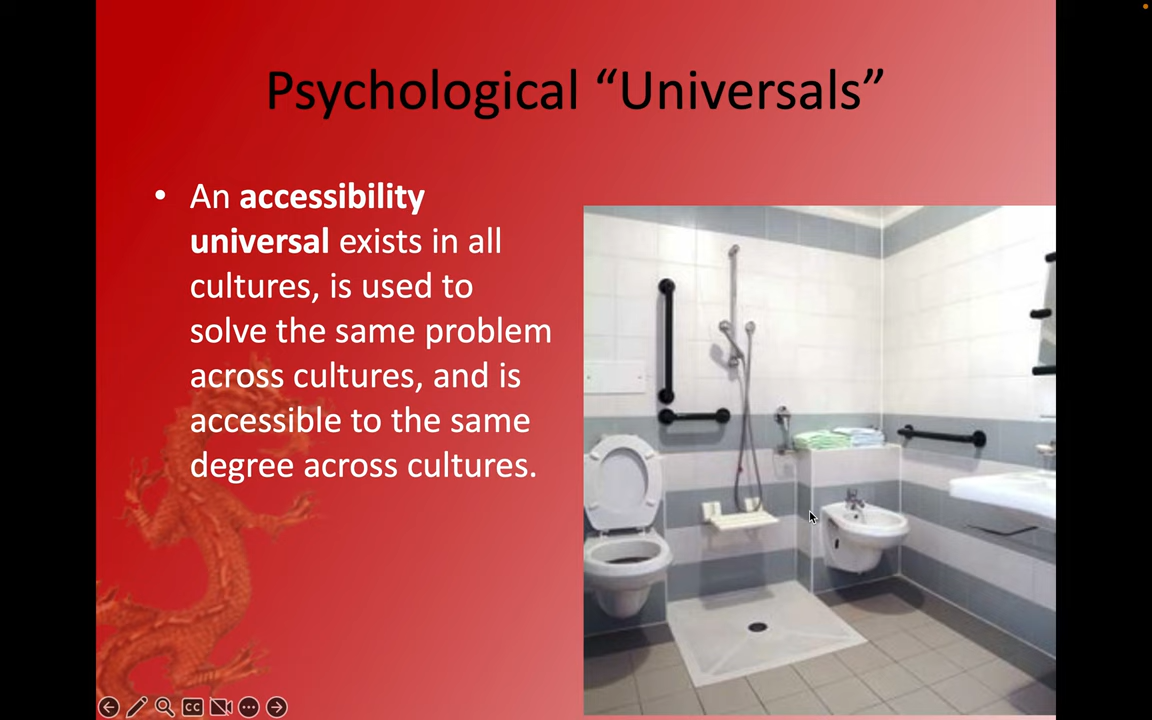 Psychological “Universals”
• An accessibility
universal exists in all
cultures, is used to
solve the same problem
across cultures, and is
accessible to the same
degree across cultures.
CC